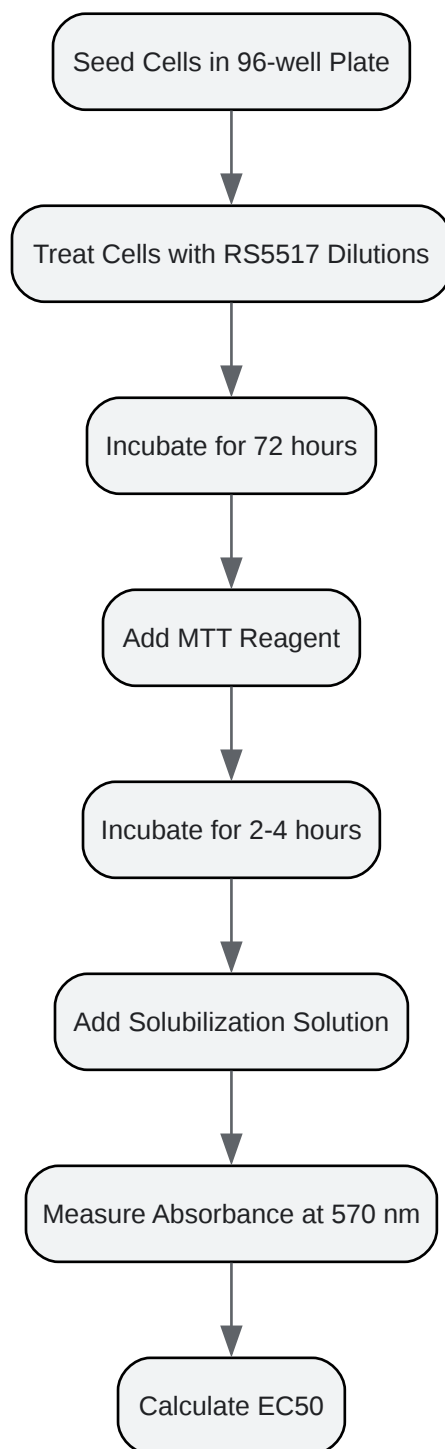 Seed Cells in 96-well Plate
Treat Cells with RS5517 Dilutions
Incubate for 72 hours
Add MTT Reagent
Incubate for 2-4 hours
Add Solubilization Solution
Measure Absorbance at 570 nm
Calculate EC50